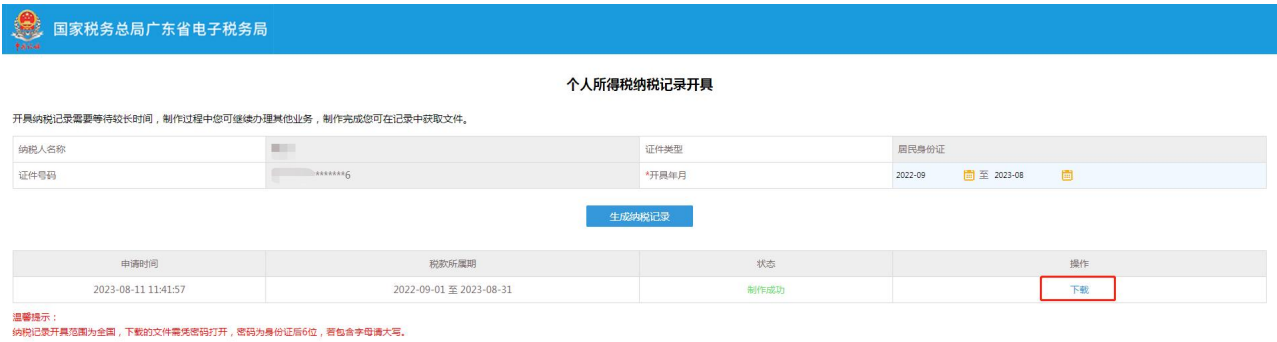 国家税务总局广东省电子税务局
个人所得税纳税记录开具
开具纳税记录需要等待较长时间，制作过程中您可继续办理其他业务，制作完成您可在记录中获取文件。
纳税人名称 证件类型 居民身份证
证件号码 *******6 *开具年月 2022-09 至 2023-08
生成纳税记录
申请时间 税款所属期 状态 操作
2023-08-11 11:41:57 2022-09-01 至 2023-08-31 制作成功 下载
温馨提示：
纳税记录开具范围为全国，下载的文件需凭密码打开，密码为身份证后6位，若包含字母请大写。